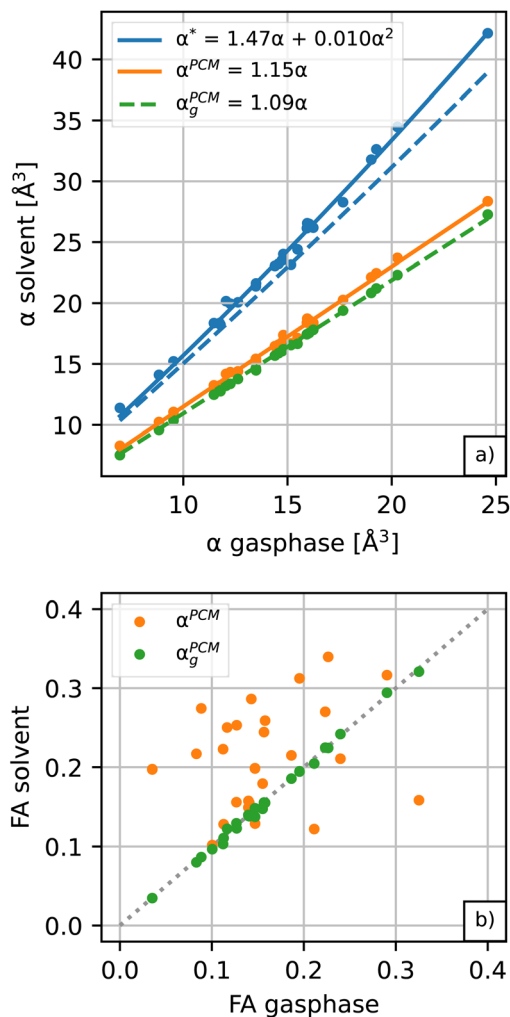 α* = 1.47α + 0.010α²
α^PCM = 1.15α
α_g^PCM = 1.09α
40
35
30
25
20
15
10
α solvent [Å³]
a)
10 15 20 25
α gasphase [Å³]
α^PCM
α_g^PCM
0.4
0.3
0.2
0.1
0.0
FA solvent
b)
0.0 0.1 0.2 0.3 0.4
FA gasphase